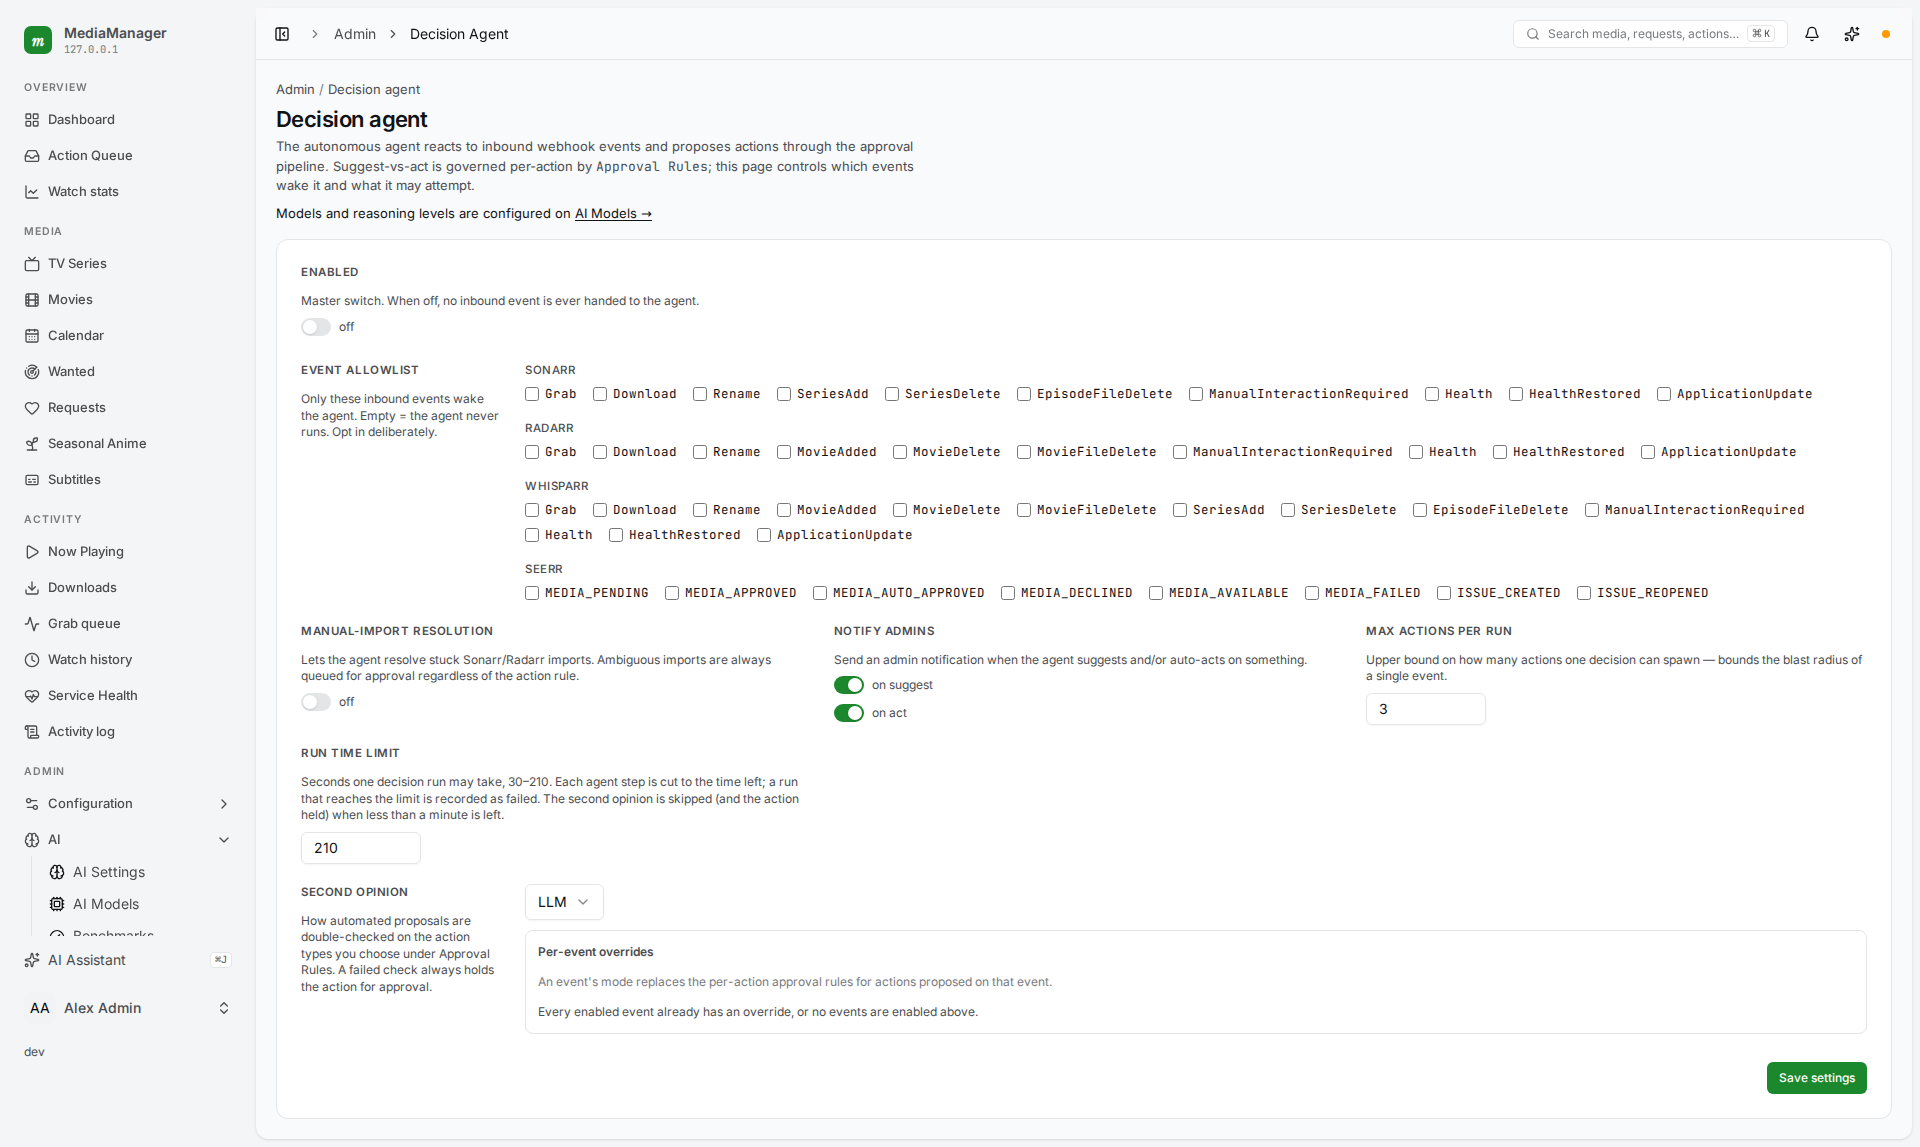 MediaManager
127.0.0.1
OVERVIEW
Dashboard
Action Queue
Watch stats
MEDIA
TV Series
Movies
Calendar
Wanted
Requests
Seasonal Anime
Subtitles
ACTIVITY
Now Playing
Downloads
Grab queue
Watch history
Service Health
Activity log
ADMIN
Configuration
AI
AI Settings
AI Models
Benchmarks
AI Assistant ⌘J
AA Alex Admin
dev
Admin > Decision Agent
Search media, requests, actions... ⌘K
Admin / Decision agent
Decision agent
The autonomous agent reacts to inbound webhook events and proposes actions through the approval
pipeline. Suggest-vs-act is governed per-action by Approval Rules; this page controls which events
wake it and what it may attempt.
Models and reasoning levels are configured on AI Models →
ENABLED
Master switch. When off, no inbound event is ever handed to the agent.
off
EVENT ALLOWLIST
Only these inbound events wake
the agent. Empty = the agent never
runs. Opt in deliberately.
SONARR
Grab Download Rename SeriesAdd SeriesDelete EpisodeFileDelete ManualInteractionRequired Health HealthRestored ApplicationUpdate
RADARR
Grab Download Rename MovieAdded MovieDelete MovieFileDelete ManualInteractionRequired Health HealthRestored ApplicationUpdate
WHISPARR
Grab Download Rename MovieAdded MovieDelete MovieFileDelete SeriesAdd SeriesDelete EpisodeFileDelete ManualInteractionRequired
Health HealthRestored ApplicationUpdate
SEERR
MEDIA_PENDING MEDIA_APPROVED MEDIA_AUTO_APPROVED MEDIA_DECLINED MEDIA_AVAILABLE MEDIA_FAILED ISSUE_CREATED ISSUE_REOPENED
MANUAL-IMPORT RESOLUTION
Lets the agent resolve stuck Sonarr/Radarr imports. Ambiguous imports are always
queued for approval regardless of the action rule.
off
NOTIFY ADMINS
Send an admin notification when the agent suggests and/or auto-acts on something.
on suggest
on act
MAX ACTIONS PER RUN
Upper bound on how many actions one decision can spawn — bounds the blast radius of
a single event.
3
RUN TIME LIMIT
Seconds one decision run may take, 30–210. Each agent step is cut to the time left; a run
that reaches the limit is recorded as failed. The second opinion is skipped (and the action
held) when less than a minute is left.
210
SECOND OPINION
How automated proposals are
double-checked on the action
types you choose under Approval
Rules. A failed check always holds
the action for approval.
LLM
Per-event overrides
An event's mode replaces the per-action approval rules for actions proposed on that event.
Every enabled event already has an override, or no events are enabled above.
Save settings